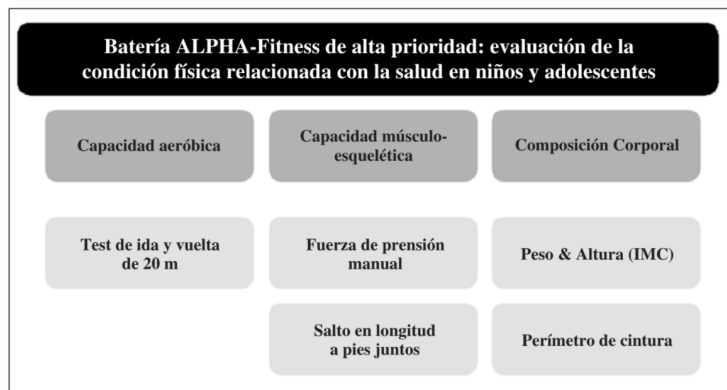 Batería ALPHA-Fitness de alta prioridad: evaluación de la
condición física relacionada con la salud en niños y adolescentes
Capacidad aeróbica
Capacidad músculo-
esquelética
Composición Corporal
Test de ida y vuelta
de 20 m
Fuerza de prensión
manual
Peso & Altura (IMC)
Salto en longitud
a pies juntos
Perímetro de cintura